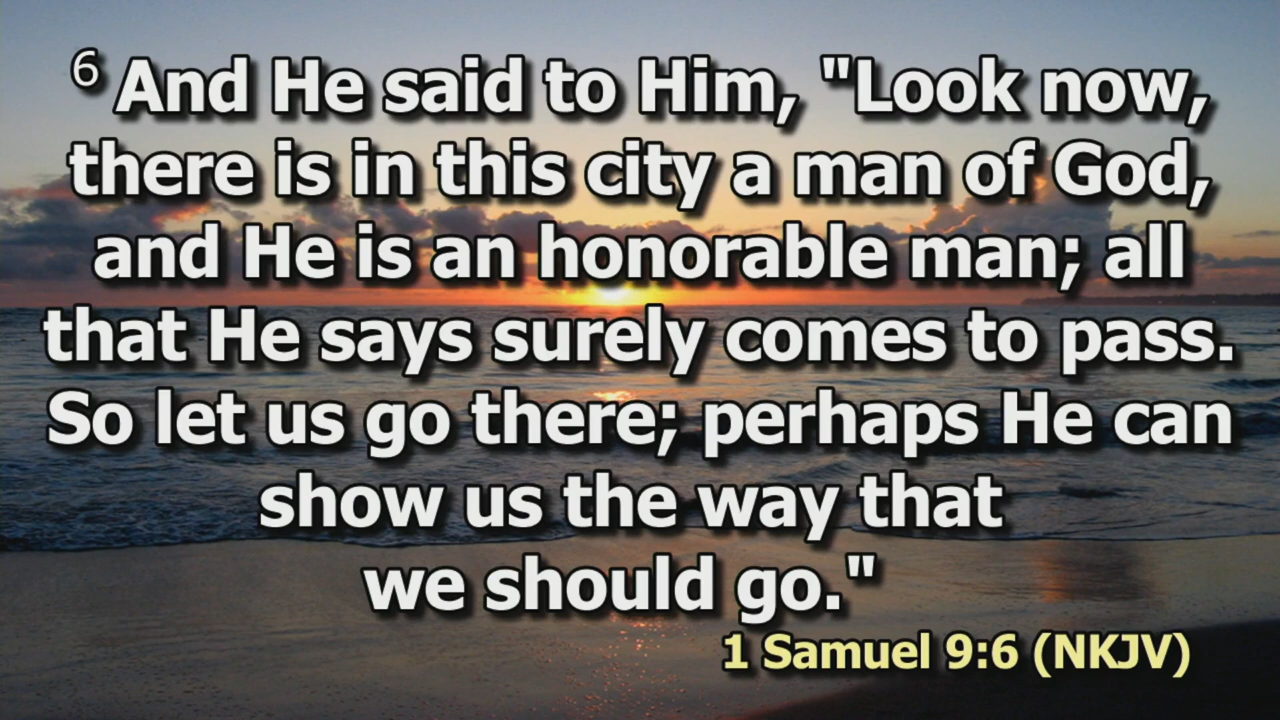 6 And He said to Him, "Look now,
there is in this city a man of God,
and He is an honorable man; all
that He says surely comes to pass.
So let us go there; perhaps He can
show us the way that
we should go."
1 Samuel 9:6 (NKJV)